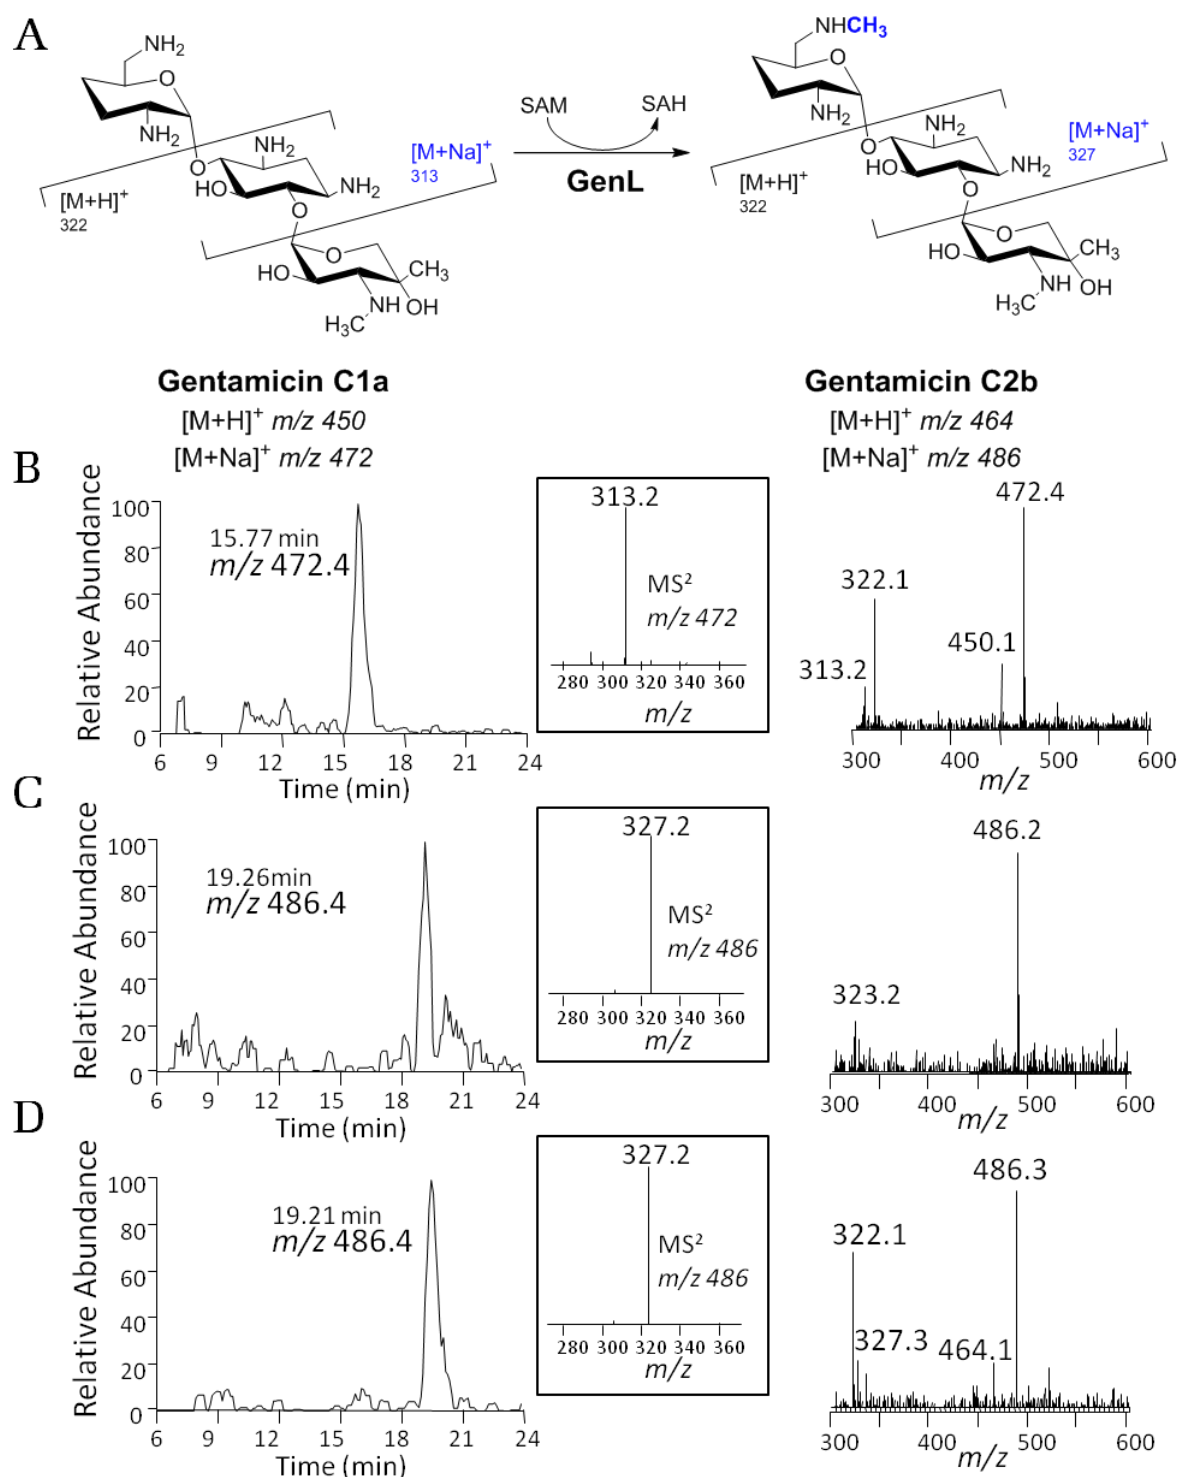 A
NH2
O
NH2
O
NH2
HO
NH2
[M+Na]+
313
[M+H]+
322
O
O
HO
CH3
NH
OH
H3C
SAM
SAH
GenL
NHCH3
O
NH2
O
NH2
HO
NH2
[M+Na]+
327
[M+H]+
322
O
O
HO
CH3
NH
OH
H3C
Gentamicin C1a
[M+H]+ m/z 450
[M+Na]+ m/z 472
Gentamicin C2b
[M+H]+ m/z 464
[M+Na]+ m/z 486
B
Relative Abundance
100
80
60
40
20
0
15.77 min
m/z 472.4
6 9 12 15 18 21 24
Time (min)
313.2
MS2
m/z 472
280 300 320 340 360
m/z
472.4
322.1
450.1
313.2
300 400 500 600
m/z
C
Relative Abundance
100
80
60
40
20
0
19.26min
m/z 486.4
6 9 12 15 18 21 24
Time (min)
327.2
MS2
m/z 486
280 300 320 340 360
m/z
486.2
323.2
300 400 500 600
m/z
D
Relative Abundance
100
80
60
40
20
0
19.21 min
m/z 486.4
6 9 12 15 18 21 24
Time (min)
327.2
MS2
m/z 486
280 300 320 340 360
m/z
486.3
322.1
327.3
464.1
300 400 500 600
m/z